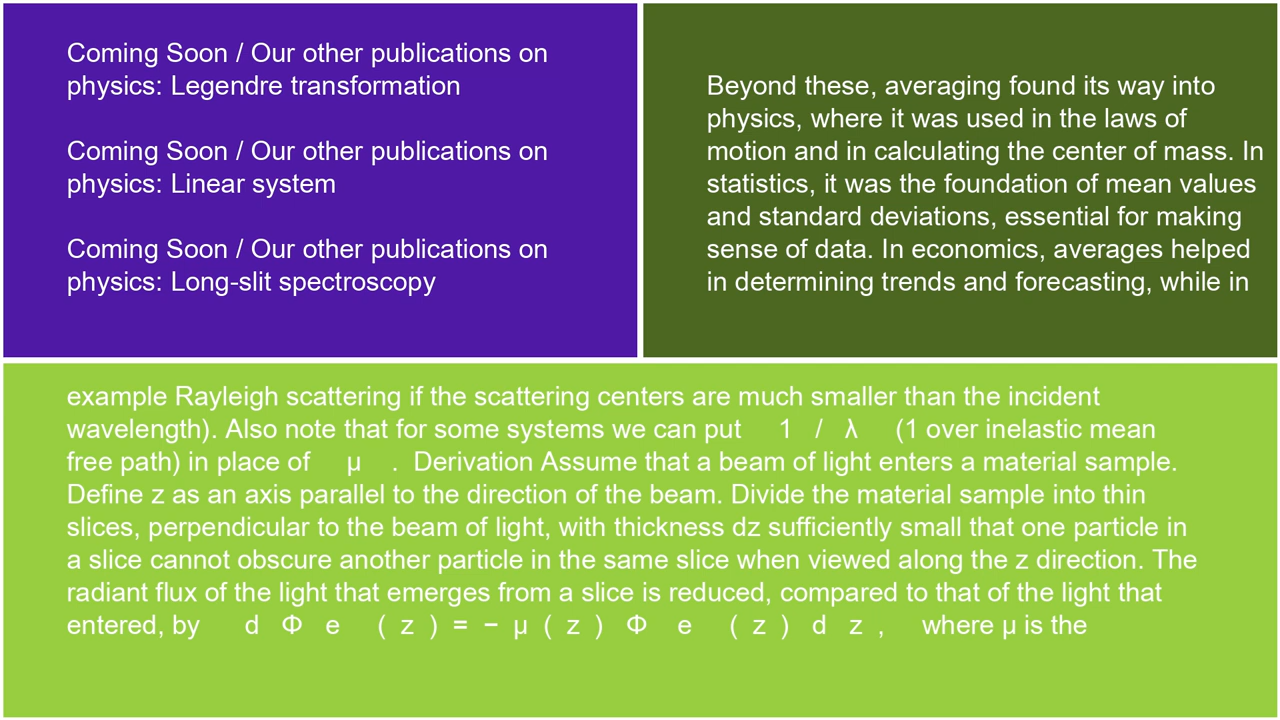 Coming Soon / Our other publications on
physics: Legendre transformation
Coming Soon / Our other publications on
physics: Linear system
Coming Soon / Our other publications on
physics: Long-slit spectroscopy
Beyond these, averaging found its way into
physics, where it was used in the laws of
motion and in calculating the center of mass. In
statistics, it was the foundation of mean values
and standard deviations, essential for making
sense of data. In economics, averages helped
in determining trends and forecasting, while in
example Rayleigh scattering if the scattering centers are much smaller than the incident
wavelength). Also note that for some systems we can put 1 / λ (1 over inelastic mean
free path) in place of μ . Derivation Assume that a beam of light enters a material sample.
Define z as an axis parallel to the direction of the beam. Divide the material sample into thin
slices, perpendicular to the beam of light, with thickness dz sufficiently small that one particle in
a slice cannot obscure another particle in the same slice when viewed along the z direction. The
radiant flux of the light that emerges from a slice is reduced, compared to that of the light that
entered, by d Φ e ( z ) = − μ ( z ) Φ e ( z ) d z , where μ is the